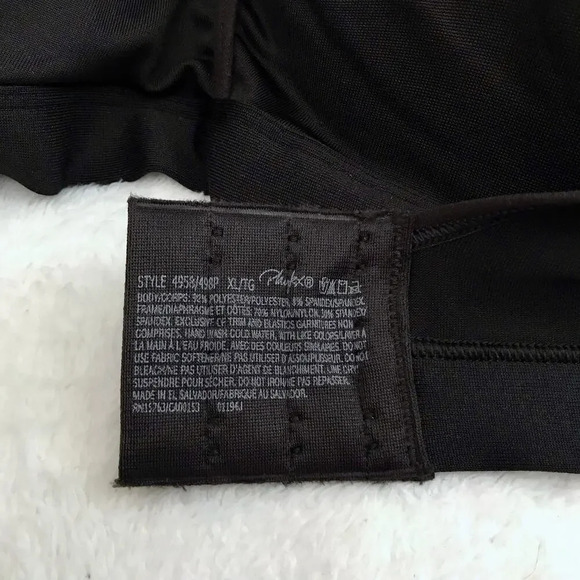 STYLE 4958/498P XL/TG Playtex®
BODY/CORPS: 92% POLYESTER/POLYESTER, 8% SPANDEX/SPANDEX,
FRAME/DIAPHRAGME ET CÔTÉS: 70% NYLON/NYLON, 30% SPANDEX/
SPANDEX. EXCLUSIVE OF TRIM AND ELASTICS GARNITURES NON
COMPRISES. HAND WASH COLD WATER, WITH LIKE COLORS/LAVER À
LA MAIN À L'EAU FROIDE, AVEC DES COULEURS SIMILAIRES. DO NOT
USE FABRIC SOFTENER/NE PAS UTILISER D'ASSOUPLISSEUR. DO NOT
BLEACH/NE PAS UTILISER D'AGENT DE BLANCHIMENT. LINE DRY/
SUSPENDRE POUR SÉCHER. DO NOT IRON/NE PAS REPASSER.
MADE IN EL SALVADOR/FABRIQUÉ AU SALVADOR.
RN15763/CA00153